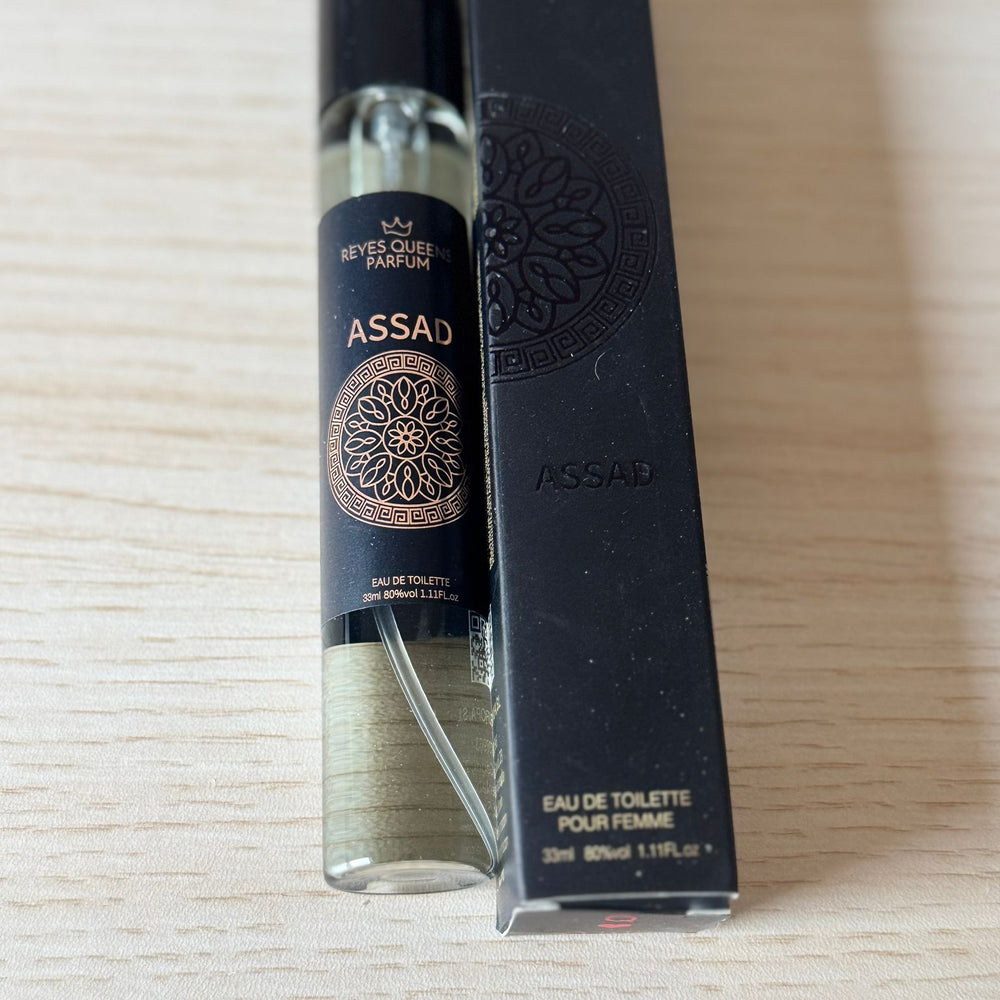 REYES QUEENS
PARFUM
ASSAD
EAU DE TOILETTE
33ml 80%vol 1.11FL.oz
ASSAD
EAU DE TOILETTE
POUR FEMME
33ml 80%vol 1.11FL.oz